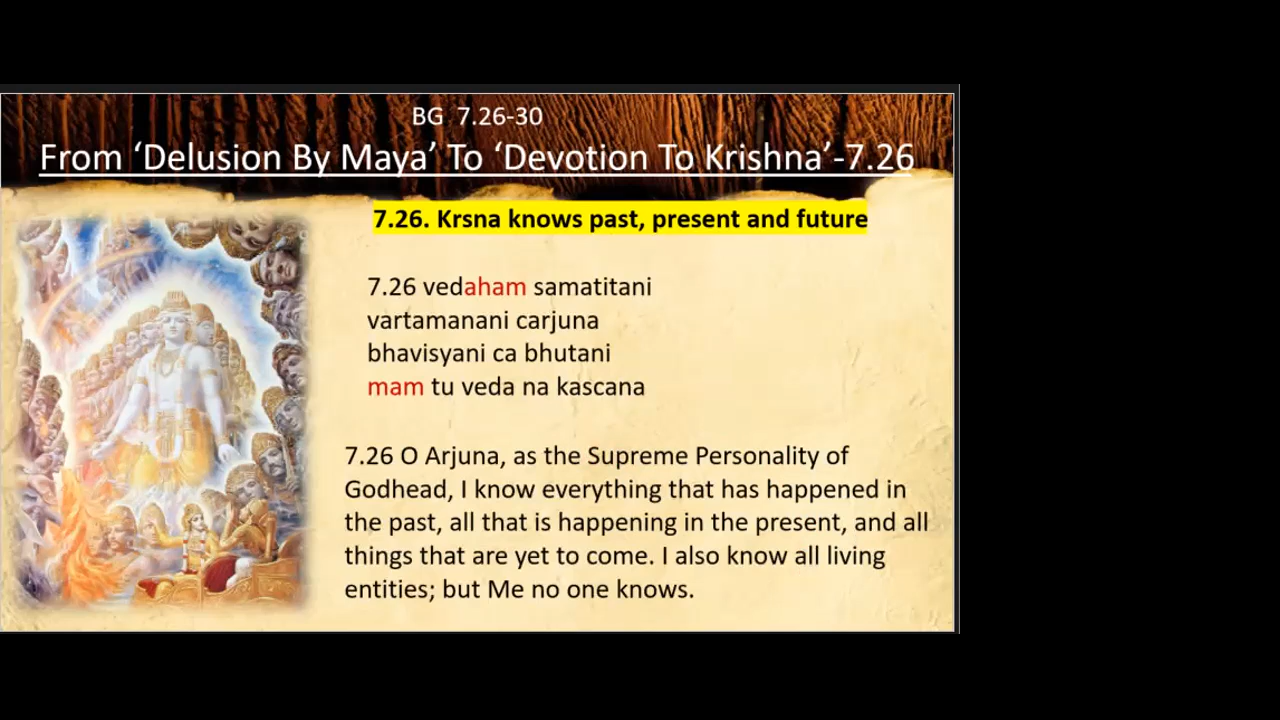 BG 7.26-30
From ‘Delusion By Maya’ To ‘Devotion To Krishna’-7.26
7.26. Krsna knows past, present and future
7.26 vedaham samatitani
vartamanani carjuna
bhavisyani ca bhutani
mam tu veda na kascana
7.26 O Arjuna, as the Supreme Personality of
Godhead, I know everything that has happened in
the past, all that is happening in the present, and all
things that are yet to come. I also know all living
entities; but Me no one knows.